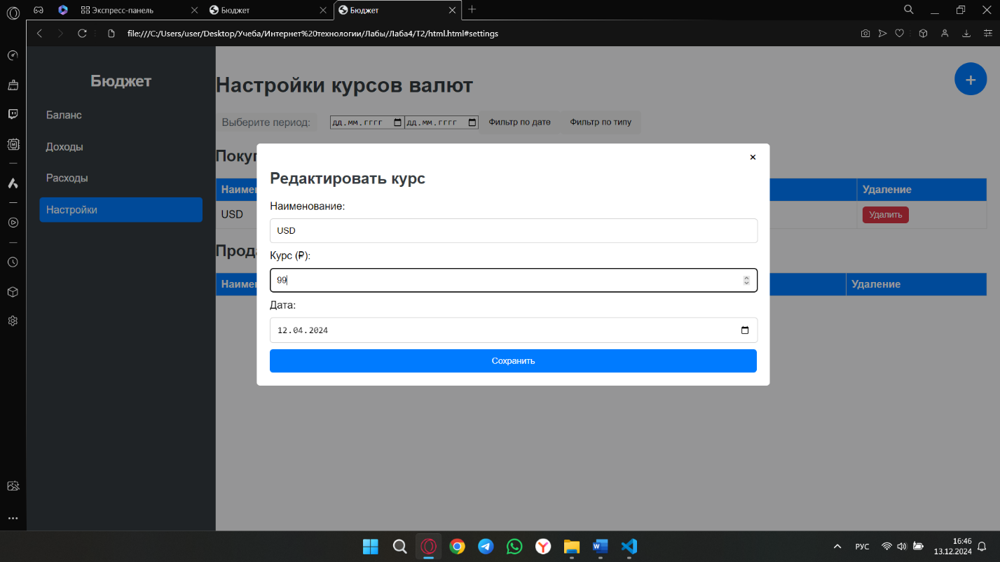 Экспресс-панель
Бюджет
Бюджет
file:///C:/Users/user/Desktop/Учеба/Интернет%20технологии/Лабы/Лаба4/T2/html.html#settings
Бюджет
Баланс
Доходы
Расходы
Настройки
Настройки курсов валют
+
Выберите период: дд.мм.гггг дд.мм.гггг Фильтр по дате Фильтр по типу
Наименование:
Редактировать курс
×
Удаление
USD
Удалить
USD
Курс (₽):
99
Удаление
Дата:
12.04.2024
Сохранить
РУС
16:46
13.12.2024